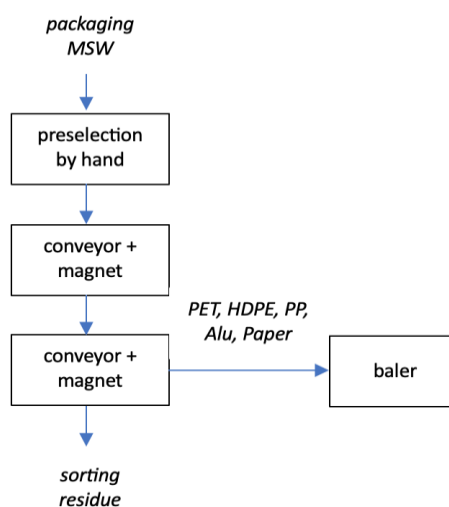 packaging
MSW
preselection
by hand
conveyor +
magnet
PET, HDPE, PP,
Alu, Paper
conveyor +
magnet
baler
sorting
residue